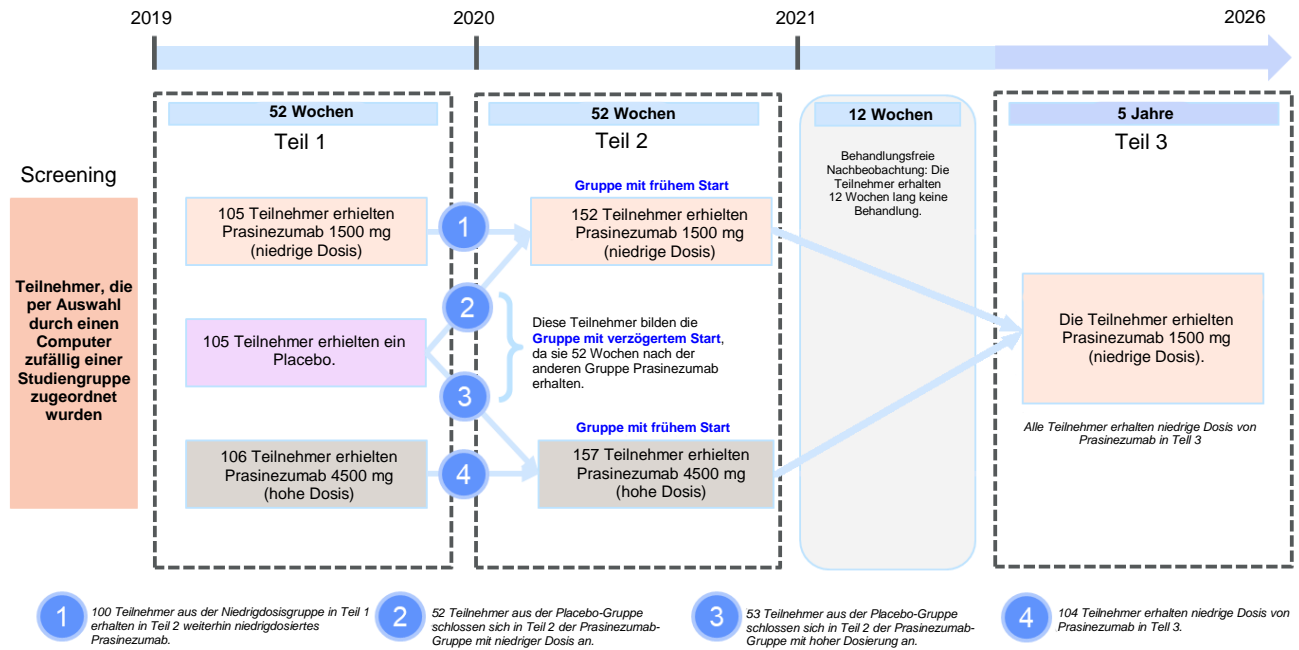 2019
2020
2021
2026
52 Wochen
Teil 1
52 Wochen
Teil 2
12 Wochen
5 Jahre
Teil 3
Screening
Teilnehmer, die
per Auswahl
durch einen
Computer
zufällig einer
Studiengruppe
zugeordnet
wurden
105 Teilnehmer erhielten
Prasinezumab 1500 mg
(niedrige Dosis)
105 Teilnehmer erhielten ein
Placebo.
106 Teilnehmer erhielten
Prasinezumab 4500 mg
(hohe Dosis)
1
2
3
4
Gruppe mit frühem Start
152 Teilnehmer erhielten
Prasinezumab 1500 mg
(niedrige Dosis)
Diese Teilnehmer bilden die
Gruppe mit verzögertem Start,
da sie 52 Wochen nach der
anderen Gruppe Prasinezumab
erhalten.
Gruppe mit frühem Start
157 Teilnehmer erhielten
Prasinezumab 4500 mg
(hohe Dosis)
Behandlungsfreie
Nachbeobachtung: Die
Teilnehmer erhalten
12 Wochen lang keine
Behandlung.
Die Teilnehmer erhielten
Prasinezumab 1500 mg
(niedrige Dosis).
Alle Teilnehmer erhalten niedrige Dosis von
Prasinezumab in Tell 3
1
100 Teilnehmer aus der Niedrigdosisgruppe in Teil 1
erhalten in Teil 2 weiterhin niedrigdosiertes
Prasinezumab.
2
52 Teilnehmer aus der Placebo-Gruppe
schlossen sich in Teil 2 der Prasinezumab-
Gruppe mit niedriger Dosis an.
3
53 Teilnehmer aus der Placebo-Gruppe
schlossen sich in Teil 2 der Prasinezumab-
Gruppe mit hoher Dosierung an.
4
104 Teilnehmer erhalten niedrige Dosis von
Prasinezumab in Tell 3.